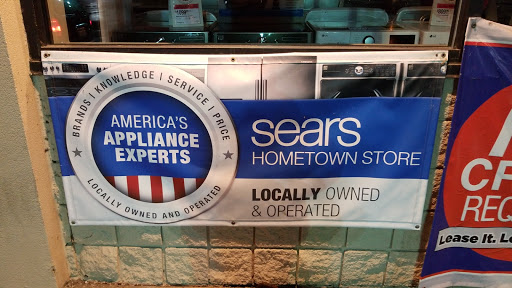 BRANDS | KNOWLEDGE | SERVICE | PRICE
AMERICA'S
APPLIANCE
EXPERTS
LOCALLY OWNED AND OPERATED
sears
HOMETOWN STORE
LOCALLY OWNED
& OPERATED
Lease It.